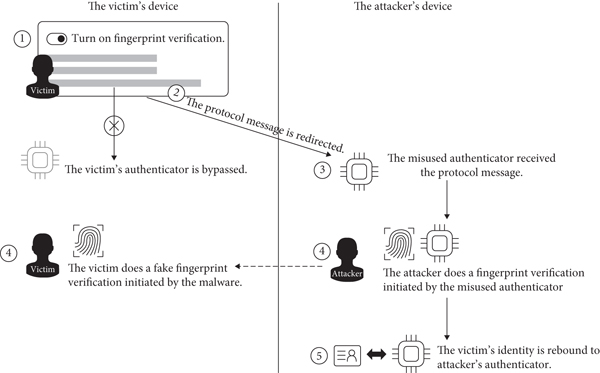 The victim's device
The attacker's device
1
Turn on fingerprint verification.
Victim
2
The protocol message is redirected.
The victim's authenticator is bypassed.
3
The misused authenticator received
the protocol message.
4
Victim
The victim does a fake fingerprint
verification initiated by the malware.
4
Attacker
The attacker does a fingerprint verification
initiated by the misused authenticator
5
The victim's identity is rebound to
attacker's authenticator.